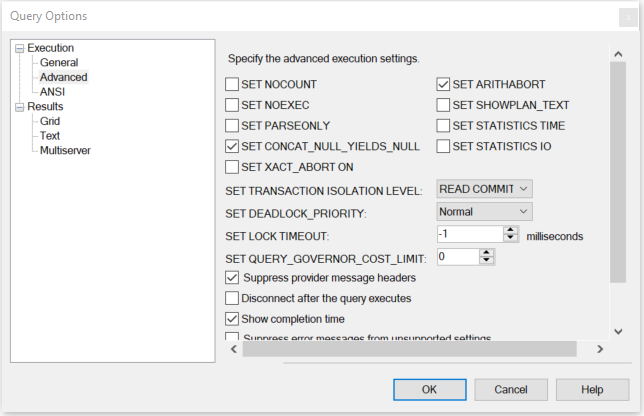 Query Options
Execution
General
Advanced
ANSI
Results
Grid
Text
Multiserver
Specify the advanced execution settings.
SET NOCOUNT
SET ARITHABORT
SET NOEXEC
SET SHOWPLAN_TEXT
SET PARSEONLY
SET STATISTICS TIME
SET CONCAT_NULL_YIELDS_NULL
SET STATISTICS IO
SET XACT_ABORT ON
SET TRANSACTION ISOLATION LEVEL: READ COMMIT
SET DEADLOCK_PRIORITY: Normal
SET LOCK TIMEOUT: -1 milliseconds
SET QUERY_GOVERNOR_COST_LIMIT: 0
Suppress provider message headers
Disconnect after the query executes
Show completion time
Suppress error messages from unsupported settings
OK Cancel Help